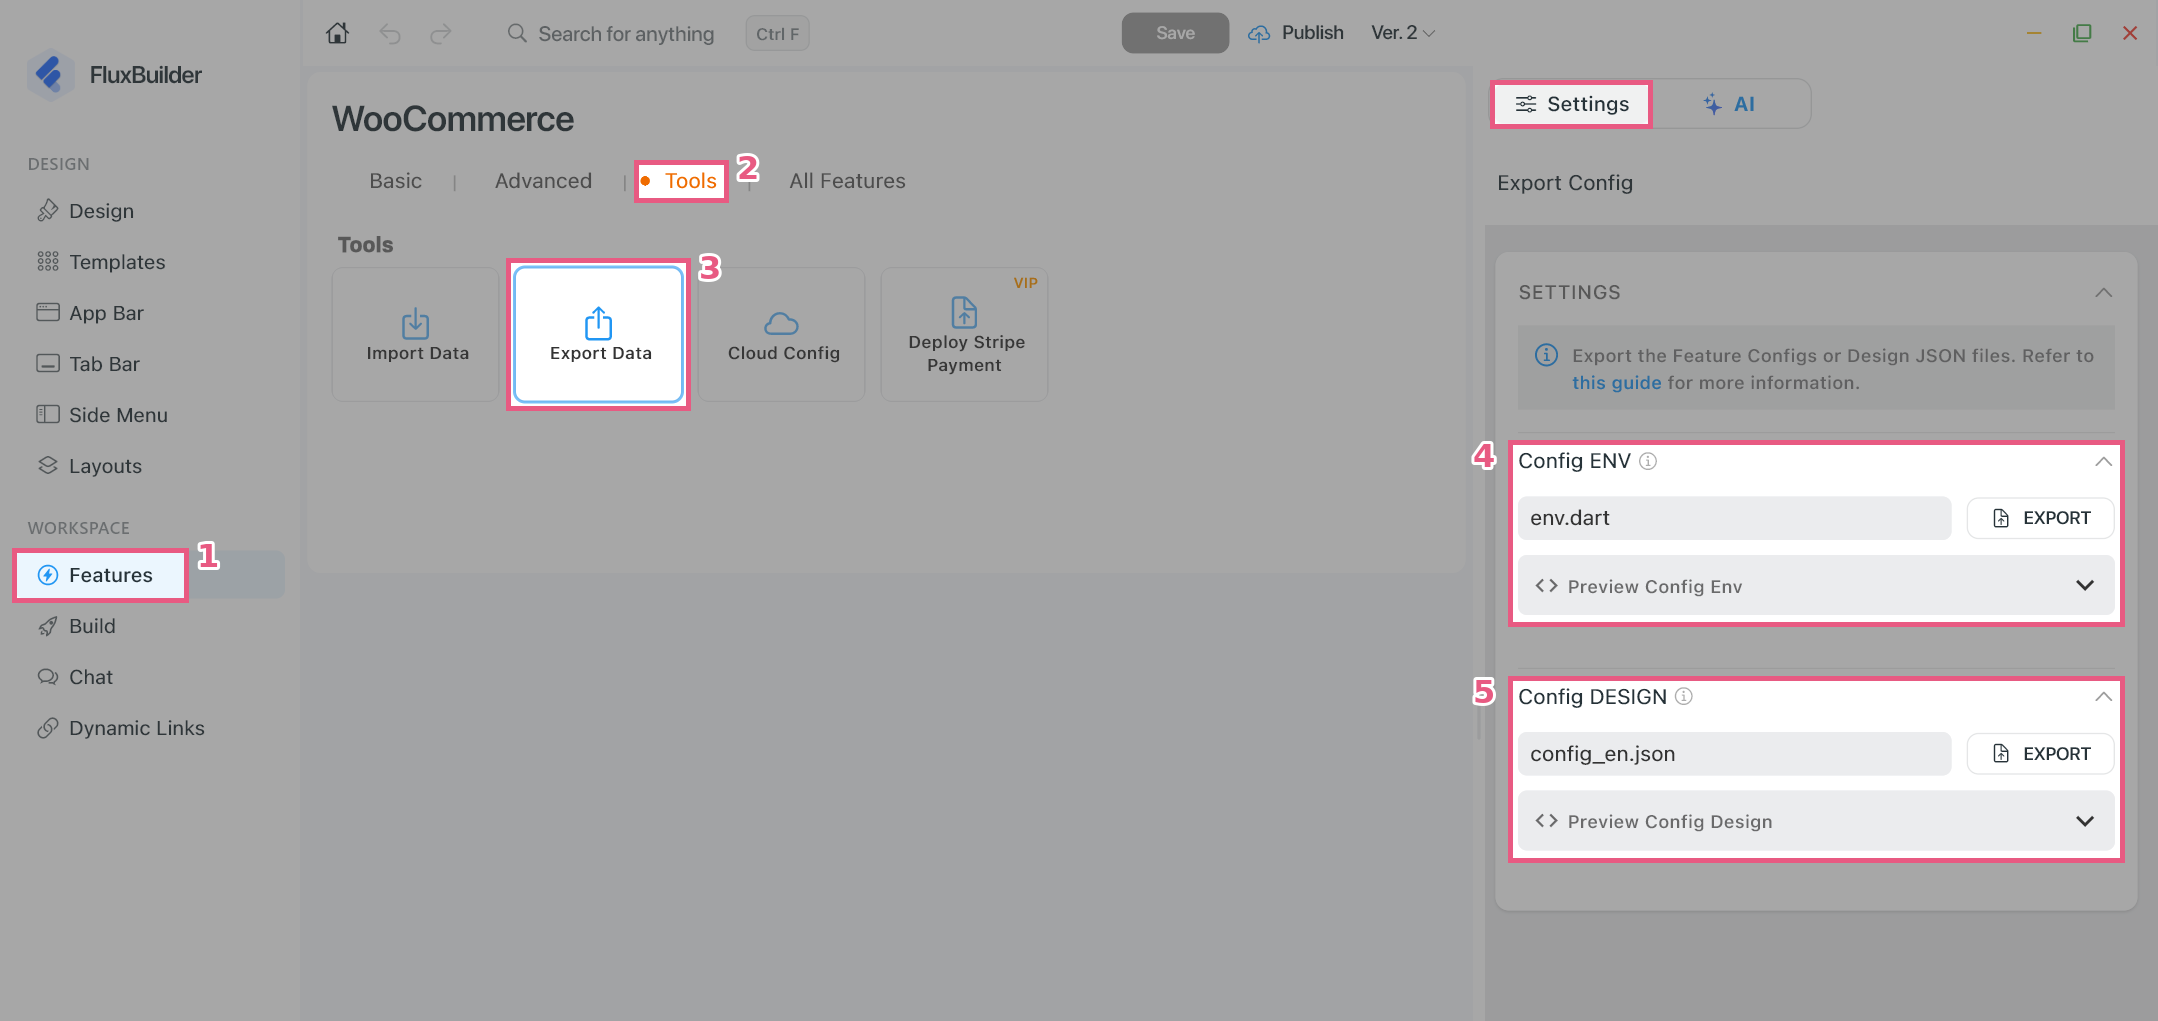 Search for anything
Ctrl F
Save
Publish
Ver. 2
FluxBuilder
DESIGN
Design
Templates
App Bar
Tab Bar
Side Menu
Layouts
WORKSPACE
Features
1
Build
Chat
Dynamic Links
WooCommerce
Basic | Advanced | Tools | All Features
2
Tools
Import Data
Export Data
3
Cloud Config
VIP
Deploy Stripe
Payment
Settings
AI
Export Config
SETTINGS
Export the Feature Configs or Design JSON files. Refer to
this guide for more information.
4
Config ENV
env.dart
EXPORT
Preview Config Env
5
Config DESIGN
config_en.json
EXPORT
Preview Config Design